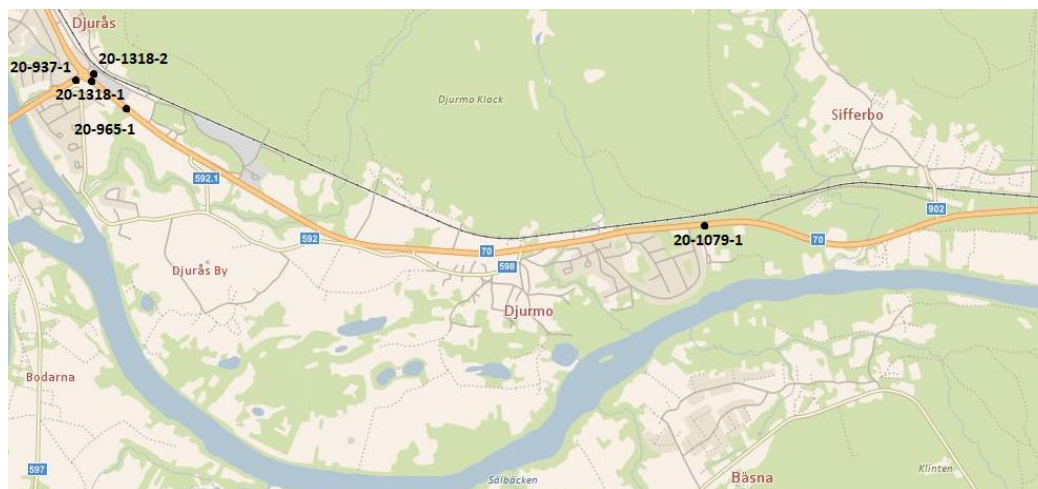 Djurås
20-1318-2
20-937-1
20-1318-1
20-965-1
Djurmo Klack
Sifferbo
592.1
902
592
70
20-1079-1
70
598
Djurås By
Djurmo
Bodarna
597
Sålbäcken
Bäsna
Klinten